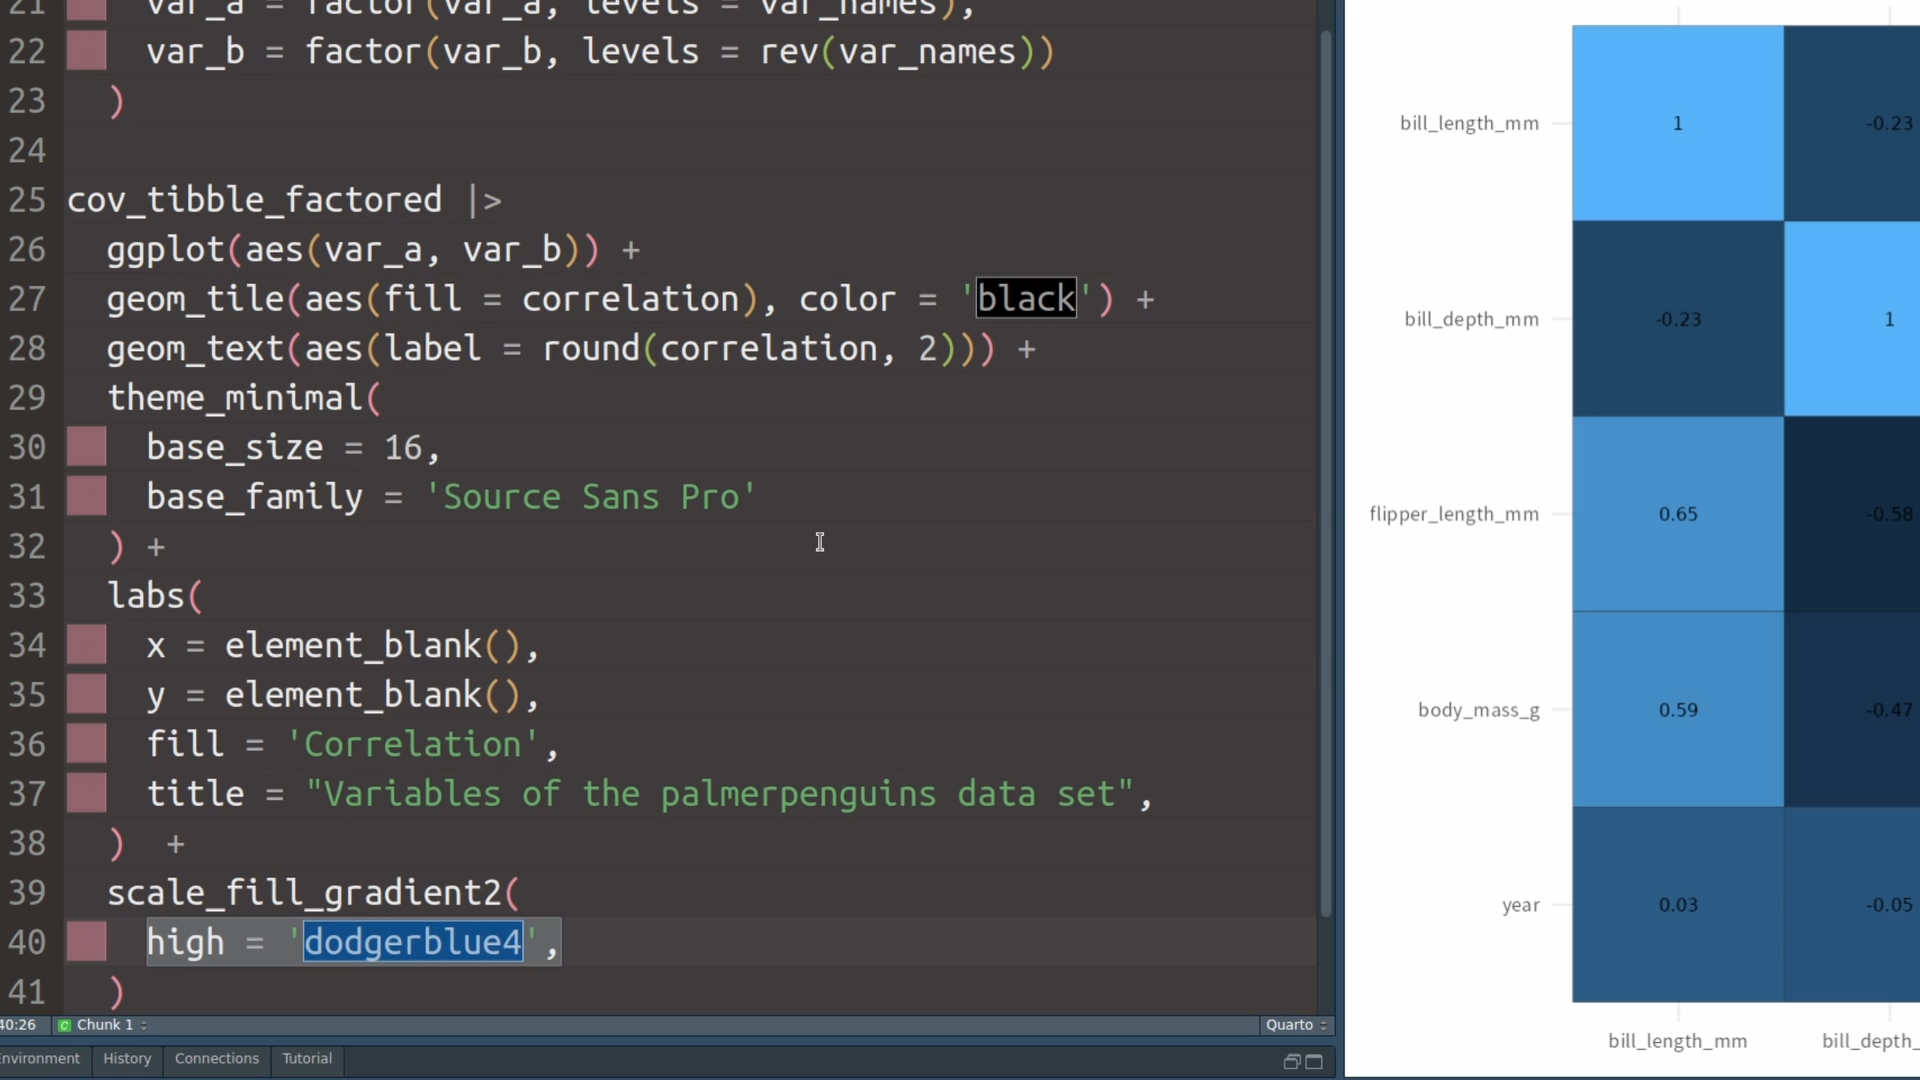 21 var_a = factor(var_a, levels = var_names),
22 var_b = factor(var_b, levels = rev(var_names))
23 )
24
25 cov_tibble_factored |>
26 ggplot(aes(var_a, var_b)) +
27 geom_tile(aes(fill = correlation), color = 'black') +
28 geom_text(aes(label = round(correlation, 2))) +
29 theme_minimal(
30 base_size = 16,
31 base_family = 'Source Sans Pro'
32 ) +
33 labs(
34 x = element_blank(),
35 y = element_blank(),
36 fill = 'Correlation',
37 title = "Variables of the palmerpenguins data set",
38 ) +
39 scale_fill_gradient2(
40 high = 'dodgerblue4',
41 )
40:26 Chunk 1 Quarto
nvironment History Connections Tutorial
bill_length_mm 1 -0.23
bill_depth_mm -0.23 1
flipper_length_mm 0.65 -0.58
body_mass_g 0.59 -0.47
year 0.03 -0.05
bill_length_mm bill_depth_